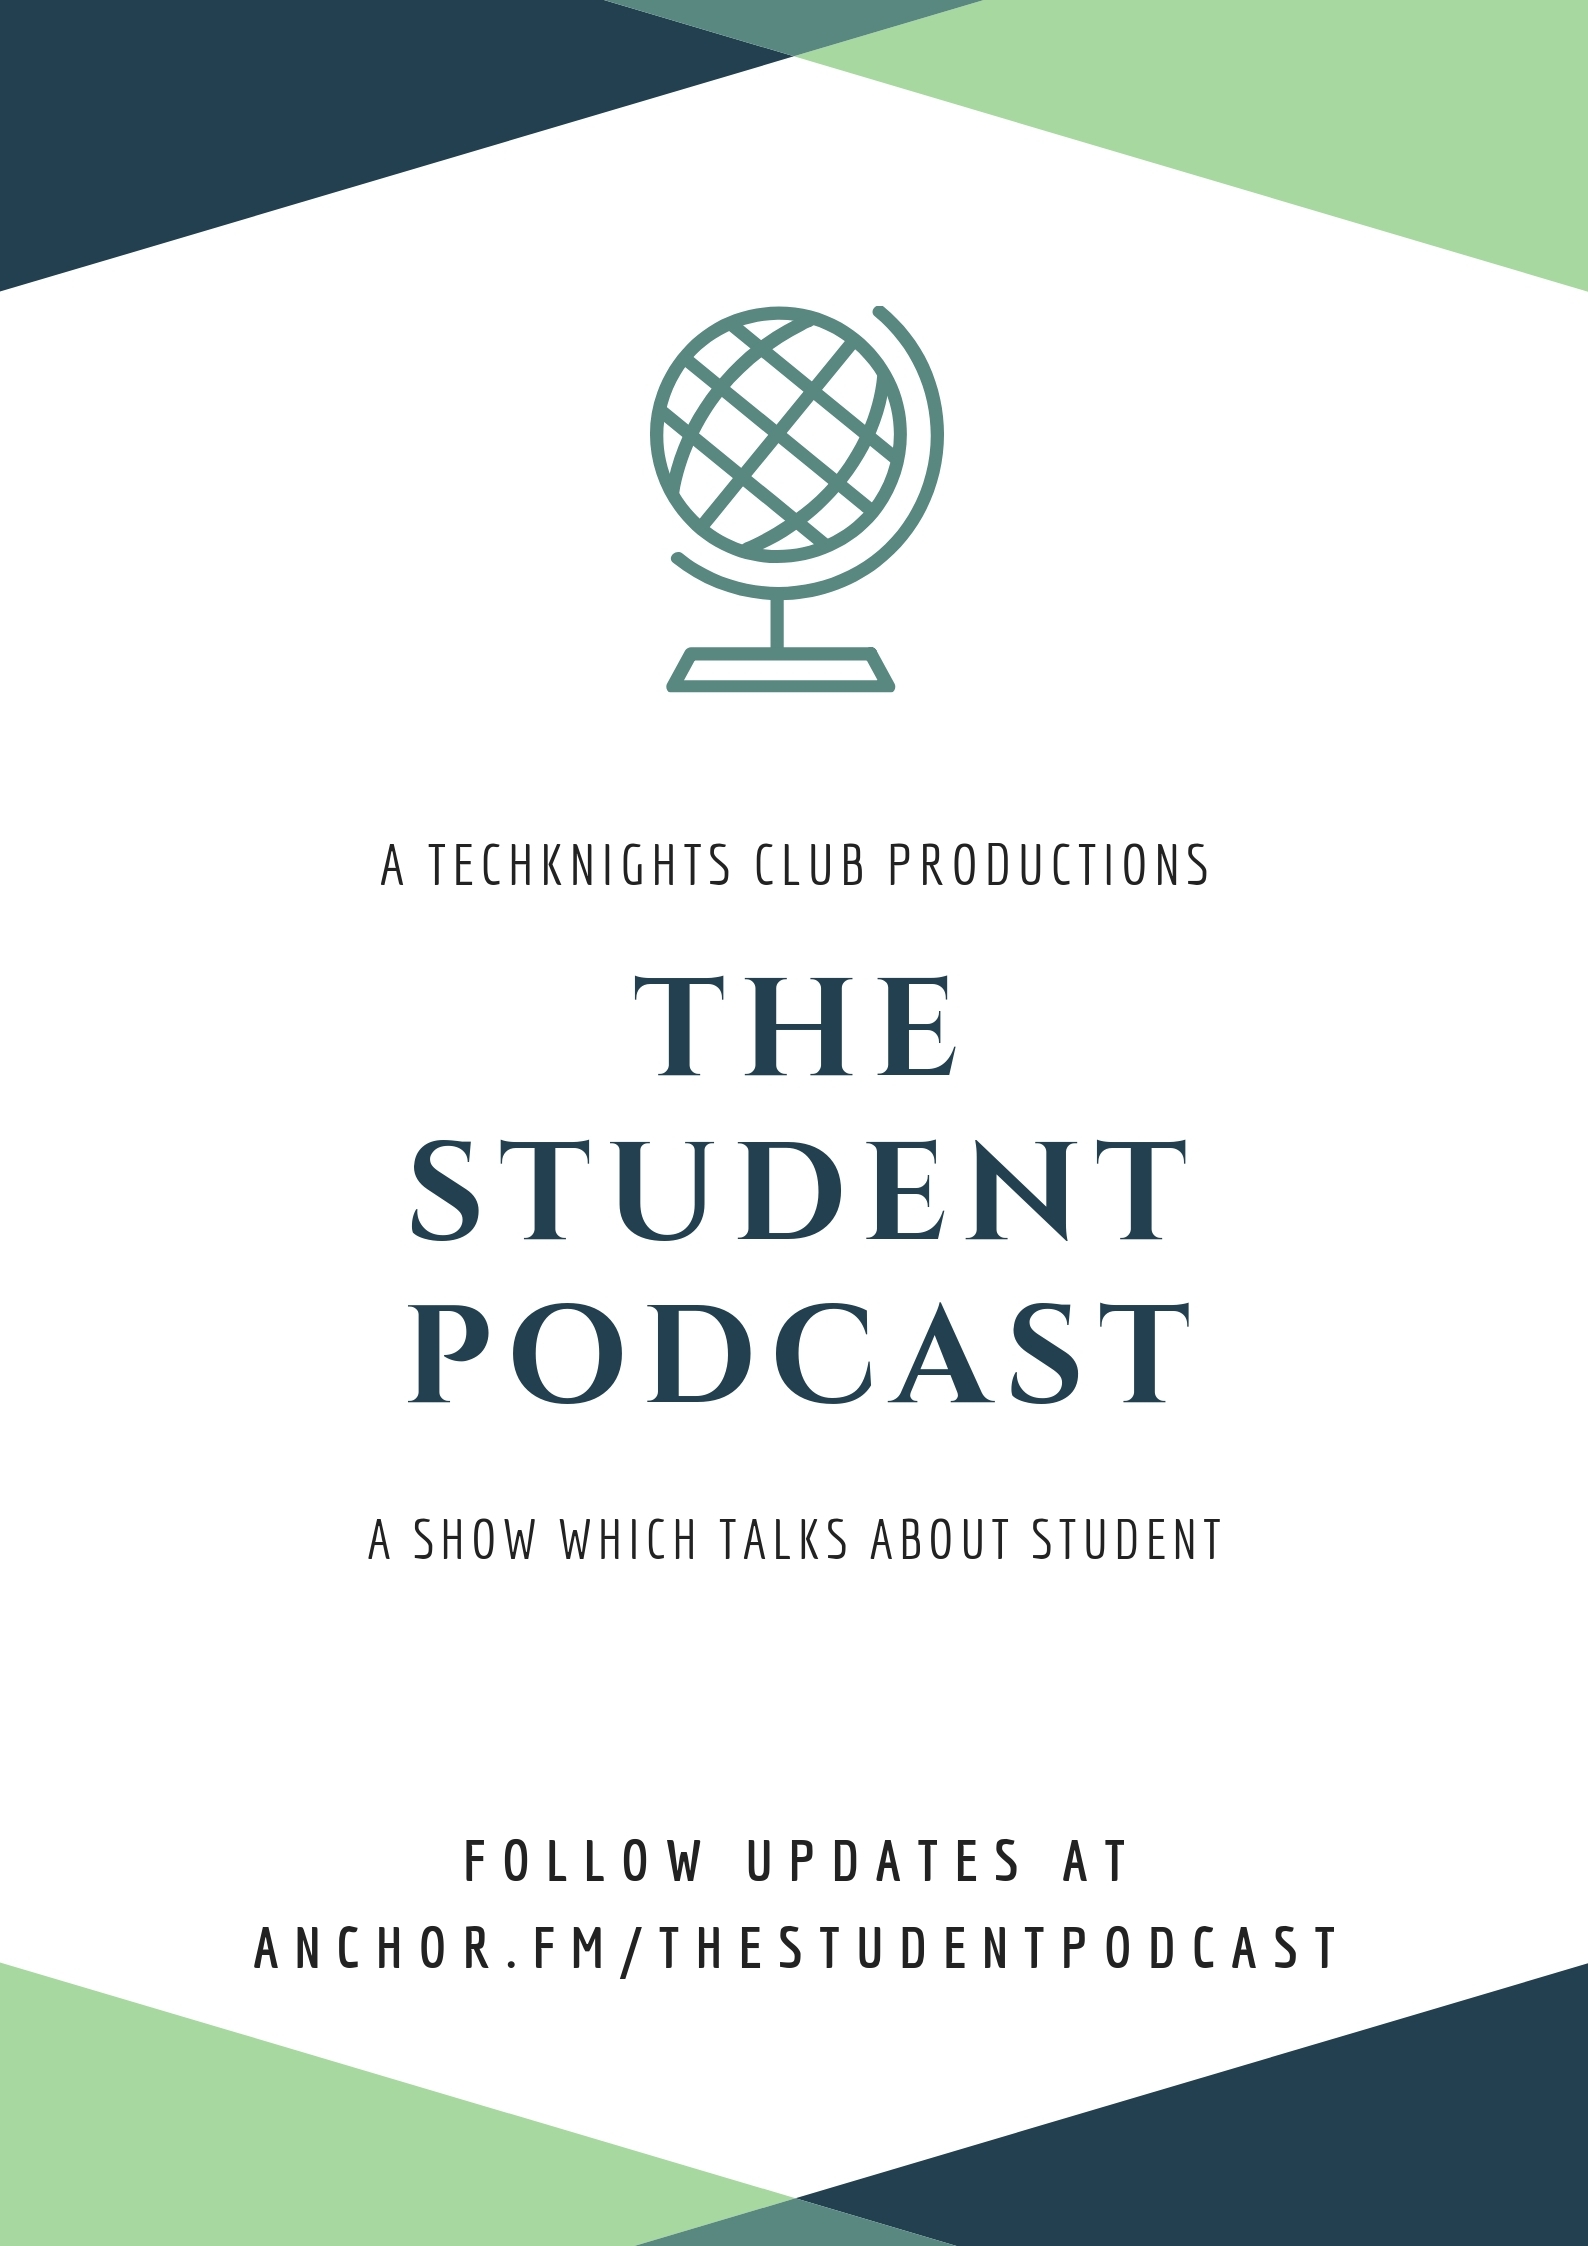 A TECHKNIGHTS CLUB PRODUCTIONS
THE
STUDENT
PODCAST
A SHOW WHICH TALKS ABOUT STUDENT
FOLLOW UPDATES AT
ANCHOR.FM/THESTUDENTPODCAST